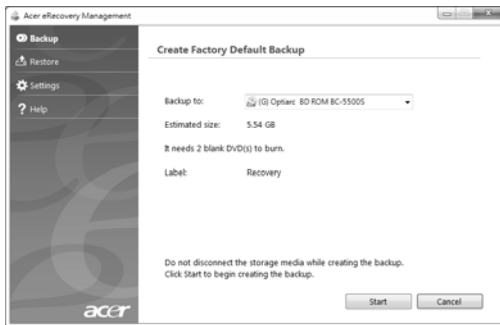 Acer eRecovery Management
Backup
Restore
Settings
Help
Create Factory Default Backup
Backup to: (G) Optiarc BD ROM BC-5500S
Estimated size: 5.54 GB
It needs 2 blank DVD(s) to burn.
Label: Recovery
Do not disconnect the storage media while creating the backup.
Click Start to begin creating the backup.
Start Cancel
acer